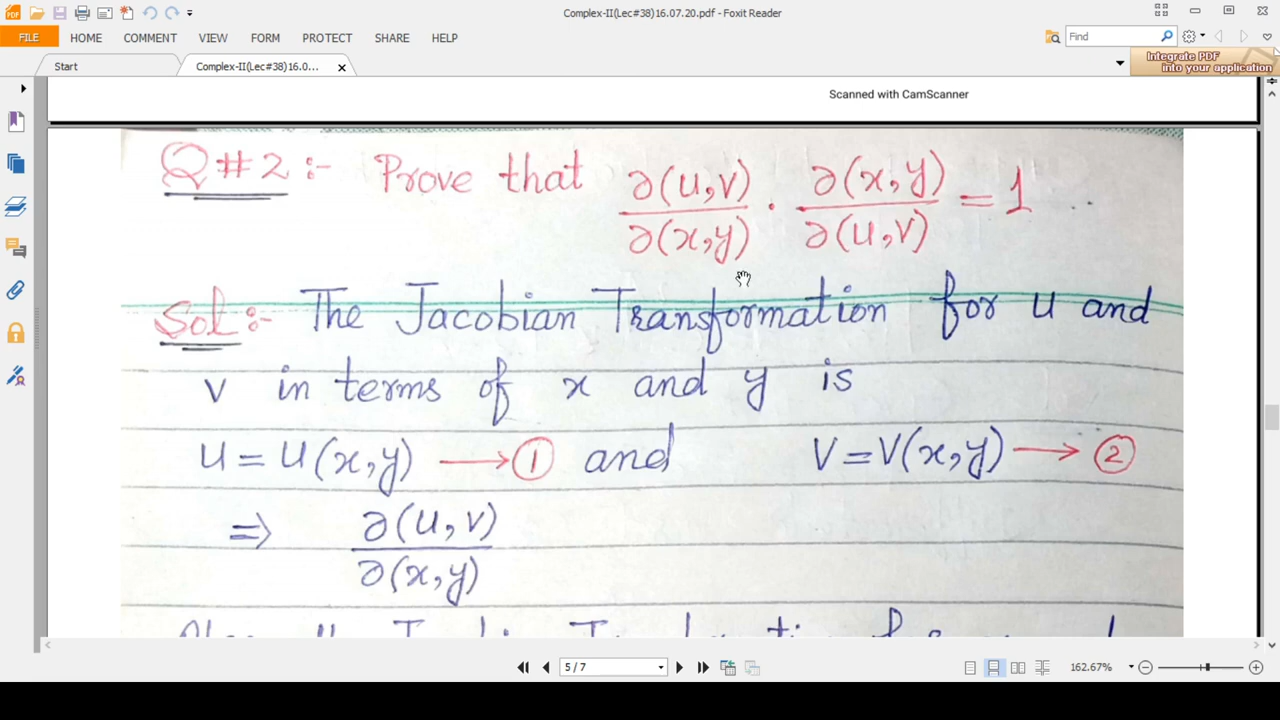 Complex-II(Lec#38)16.07.20.pdf - Foxit Reader
FILE HOME COMMENT VIEW FORM PROTECT SHARE HELP
Find
Start
Complex-II(Lec#38)16.0...
Integrate PDF
into your application
Scanned with CamScanner
Q#2:- Prove that ∂(u,v)/∂(x,y) · ∂(x,y)/∂(u,v) = 1
Sol:- The Jacobian Transformation for u and
v in terms of x and y is
u=u(x,y) → ① and v=v(x,y) → ②
=> ∂(u,v)/∂(x,y)
5 / 7
162.67%